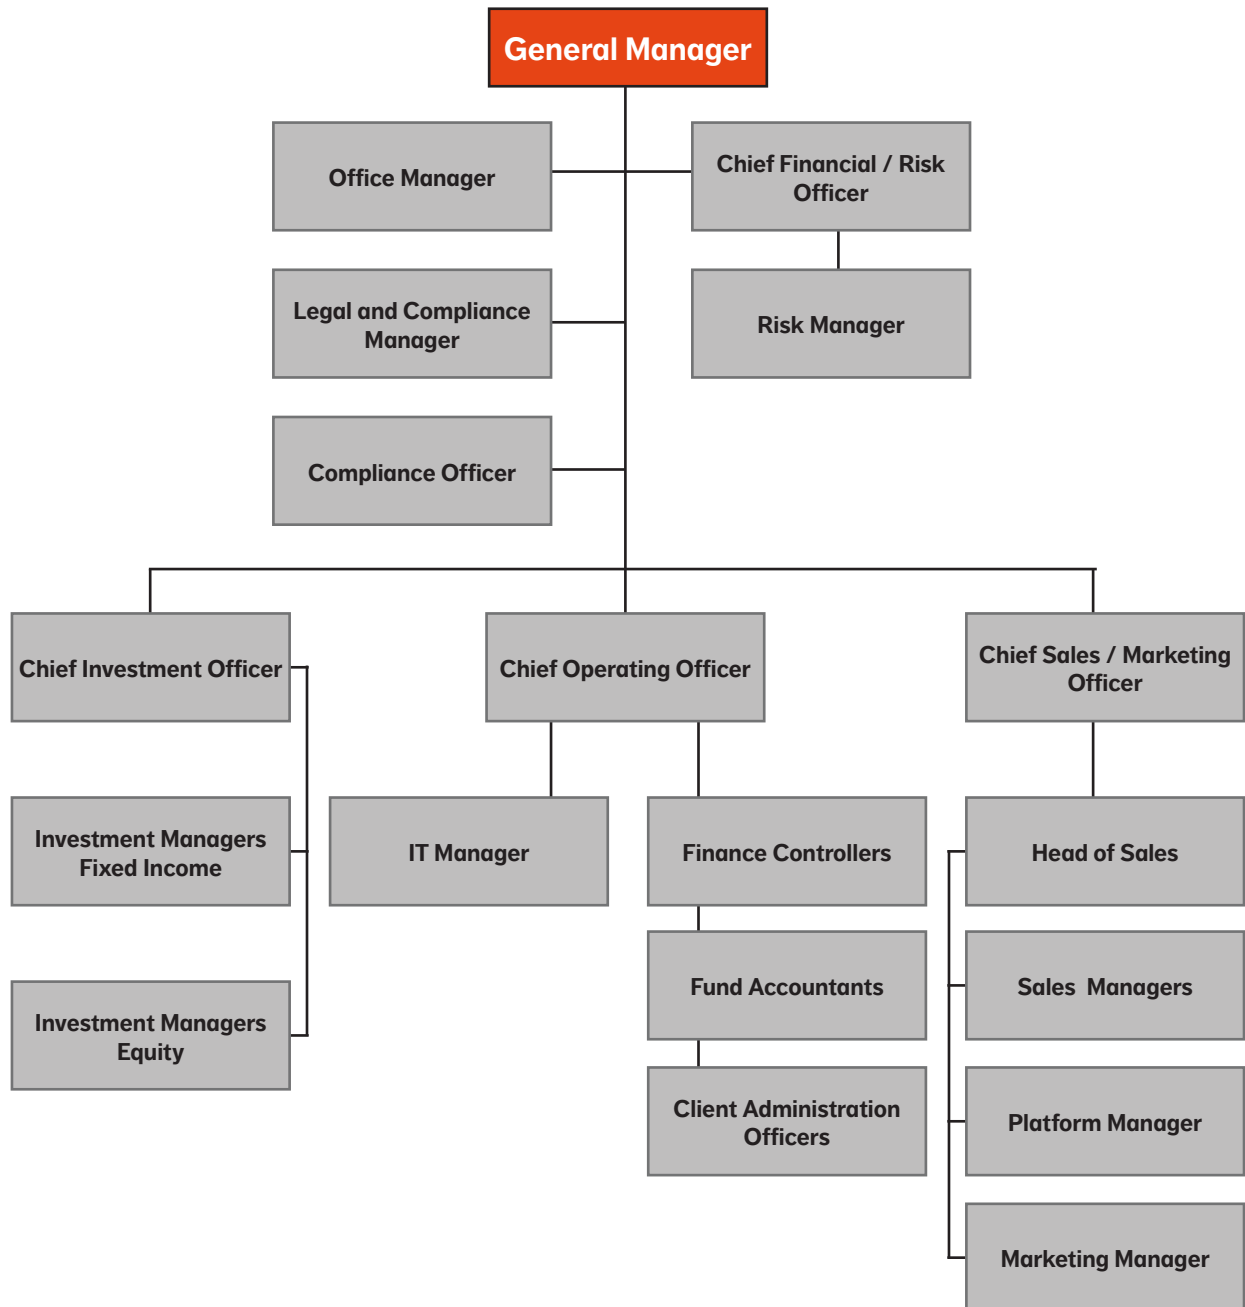 General Manager
Office Manager
Chief Financial / Risk
Officer
Legal and Compliance
Manager
Risk Manager
Compliance Officer
Chief Investment Officer
Chief Operating Officer
Chief Sales / Marketing
Officer
Investment Managers
Fixed Income
IT Manager
Finance Controllers
Head of Sales
Fund Accountants
Sales  Managers
Investment Managers
Equity
Client Administration
Officers
Platform Manager
Marketing Manager